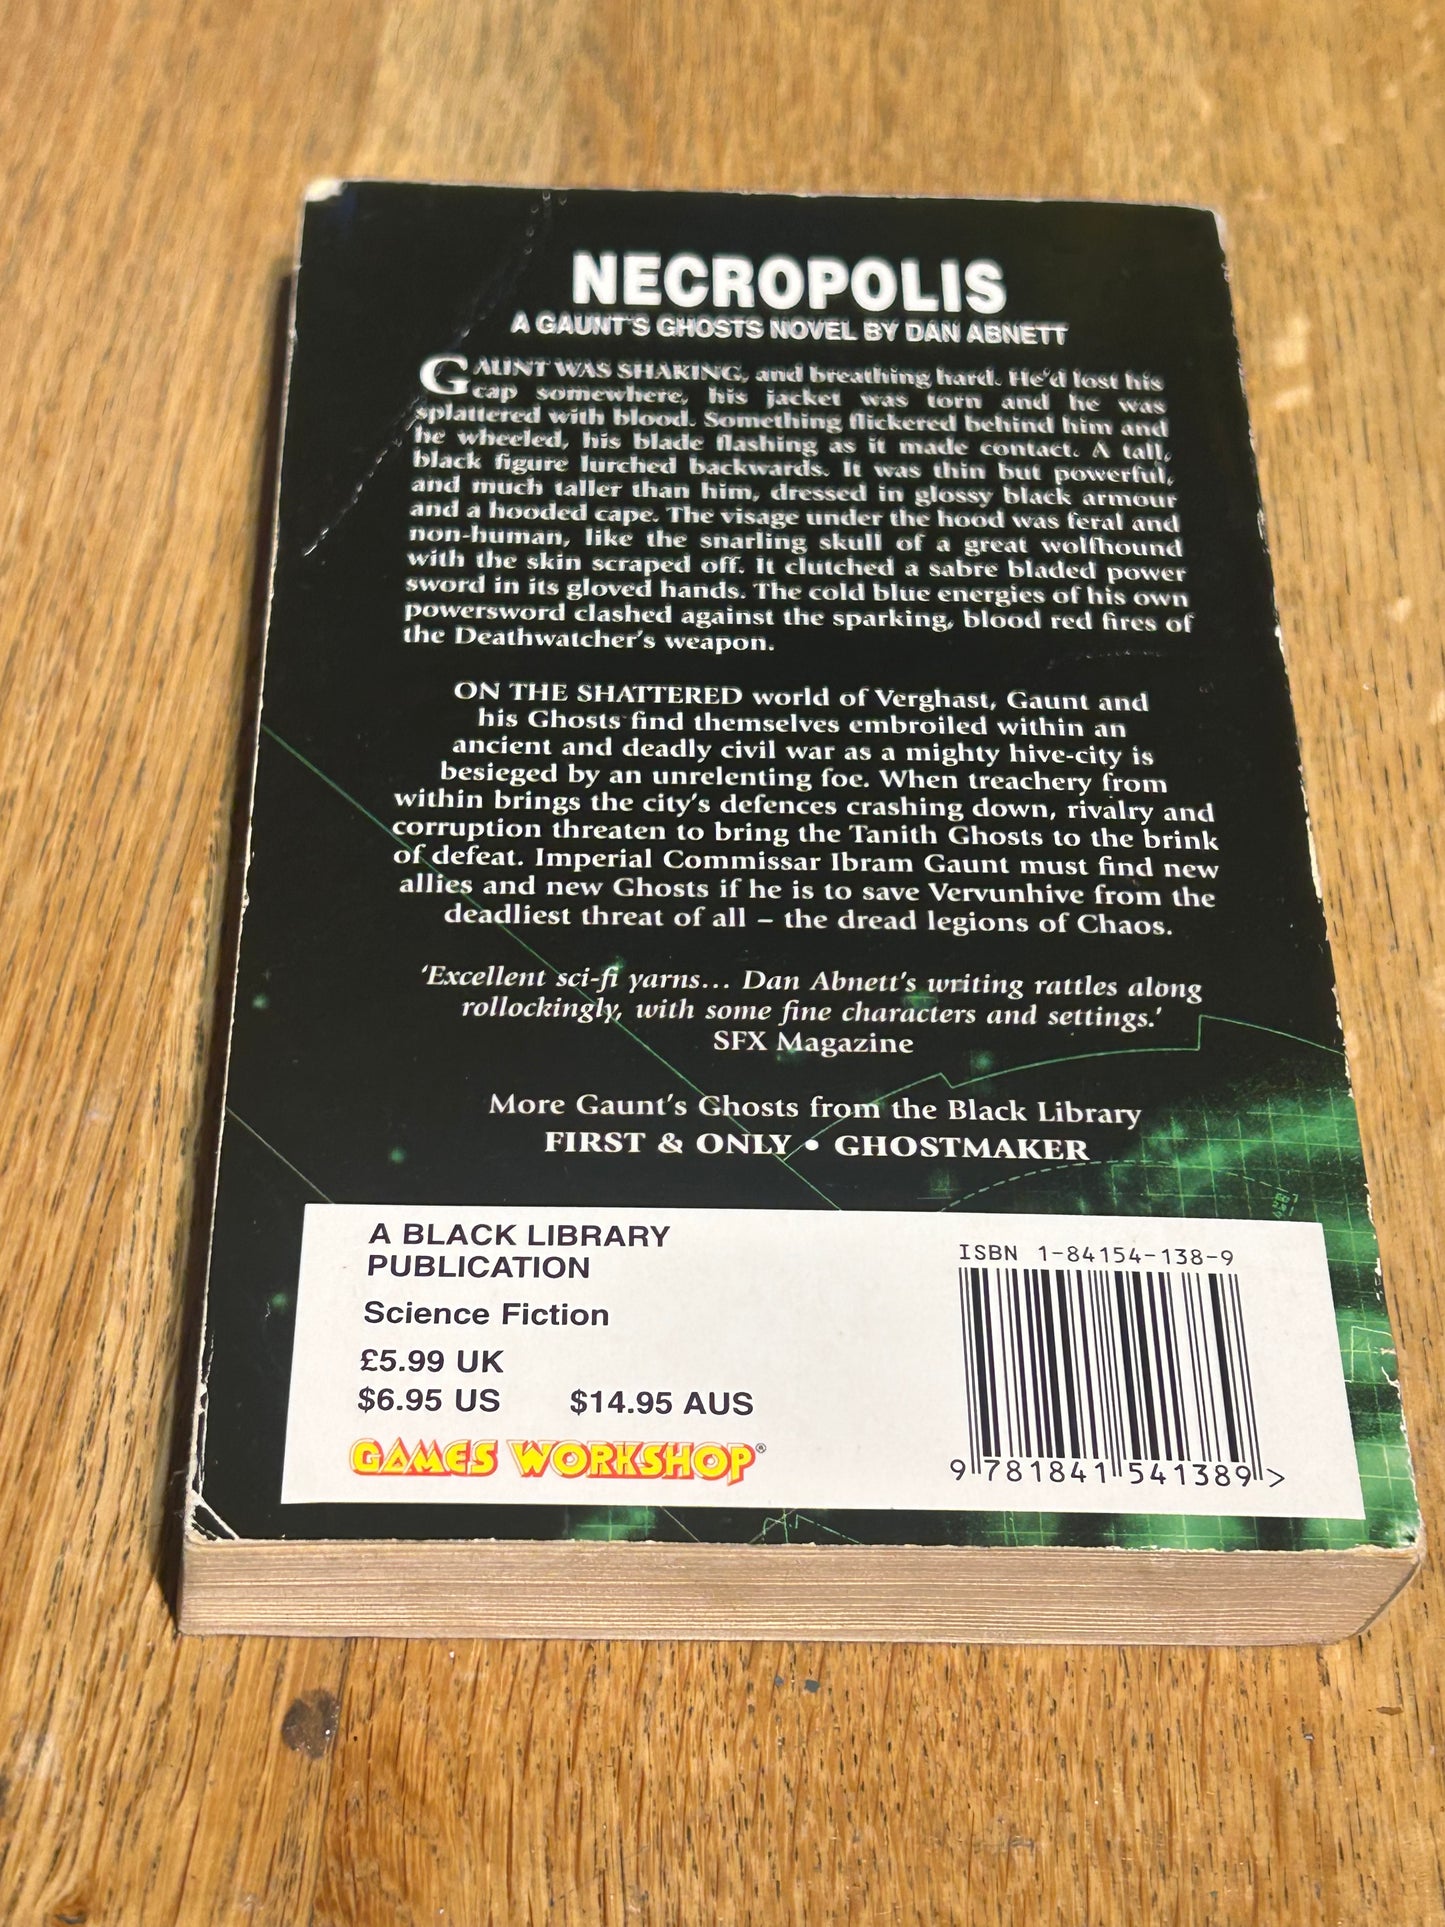 NECROPOLIS
A GAUNT'S GHOSTS NOVEL BY DAN ABNETT
GAUNT WAS SHAKING, and breathing hard. He'd lost his
cap somewhere, his jacket was torn and he was
splattered with blood. Something flickered behind him and
he wheeled, his blade flashing as it made contact. A tall,
black figure lurched backwards. It was thin but powerful,
and much taller than him, dressed in glossy black armour
and a hooded cape. The visage under the hood was feral and
non-human, like the snarling skull of a great wolfhound
with the skin scraped off. It clutched a sabre bladed power
sword in its gloved hands. The cold blue energies of his own
powersword clashed against the sparking, blood red fires of
the Deathwatcher's weapon.
ON THE SHATTERED world of Verghast, Gaunt and
his Ghosts find themselves embroiled within an
ancient and deadly civil war as a mighty hive-city is
besieged by an unrelenting foe. When treachery from
within brings the city's defences crashing down, rivalry and
corruption threaten to bring the Tanith Ghosts to the brink
of defeat. Imperial Commissar Ibram Gaunt must find new
allies and new Ghosts if he is to save Vervunhive from the
deadliest threat of all – the dread legions of Chaos.
'Excellent sci-fi yarns... Dan Abnett's writing rattles along
rollockingly, with some fine characters and settings.'
SFX Magazine
More Gaunt's Ghosts from the Black Library
FIRST & ONLY • GHOSTMAKER
A BLACK LIBRARY
PUBLICATION
Science Fiction
£5.99 UK
$6.95 US $14.95 AUS
GAMES WORKSHOP®
ISBN 1-84154-138-9
9 781841 541389 >